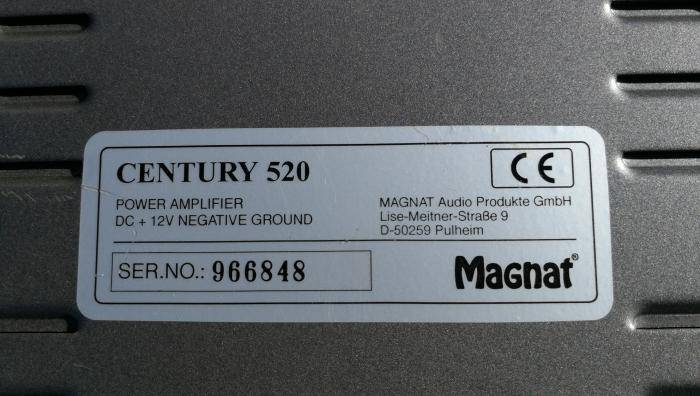 CENTURY 520
CE
POWER AMPLIFIER
DC + 12V NEGATIVE GROUND
MAGNAT Audio Produkte GmbH
Lise-Meitner-Straße 9
D-50259 Pulheim
SER.NO.: 966848
Magnat®